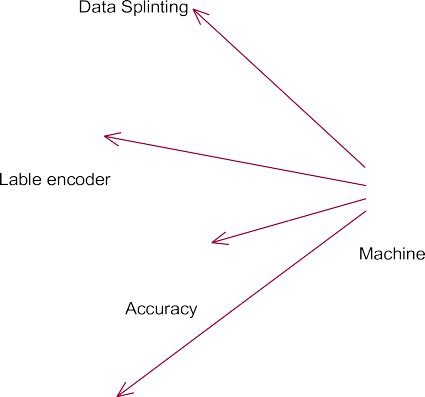 Data Splinting
Lable encoder
Machine
Accuracy